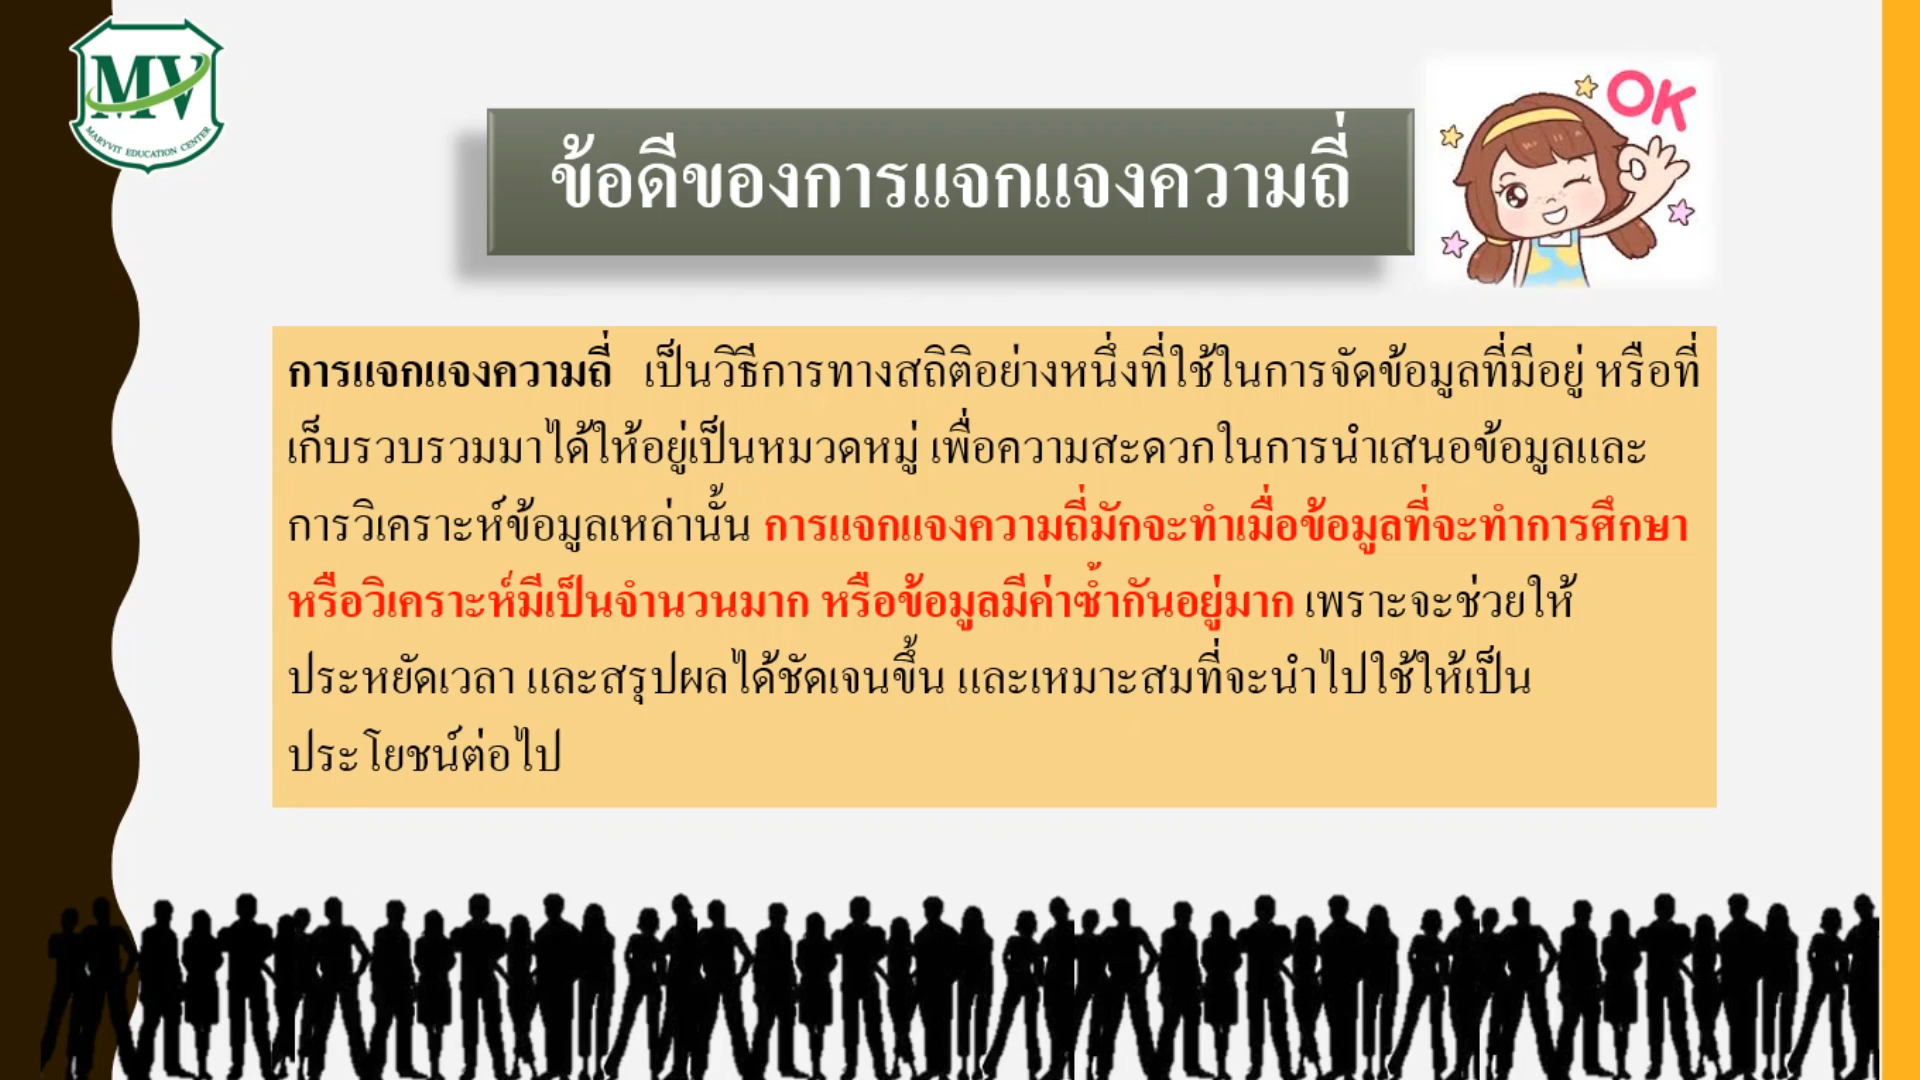 MV
MARYVIT EDUCATION CENTER
ข้อดีของการแจกแจงความถี่
OK
การแจกแจงความถี่ เป็นวิธีการทางสถิติอย่างหนึ่งที่ใช้ในการจัดข้อมูลที่มีอยู่ หรือที่
เก็บรวบรวมมาได้ให้อยู่เป็นหมวดหมู่ เพื่อความสะดวกในการนำเสนอข้อมูลและ
การวิเคราะห์ข้อมูลเหล่านั้น การแจกแจงความถี่มักจะทำเมื่อข้อมูลที่จะทำการศึกษา
หรือวิเคราะห์มีเป็นจำนวนมาก หรือข้อมูลมีค่าซ้ำกันอยู่มาก เพราะจะช่วยให้
ประหยัดเวลา และสรุปผลได้ชัดเจนขึ้น และเหมาะสมที่จะนำไปใช้ให้เป็น
ประโยชน์ต่อไป